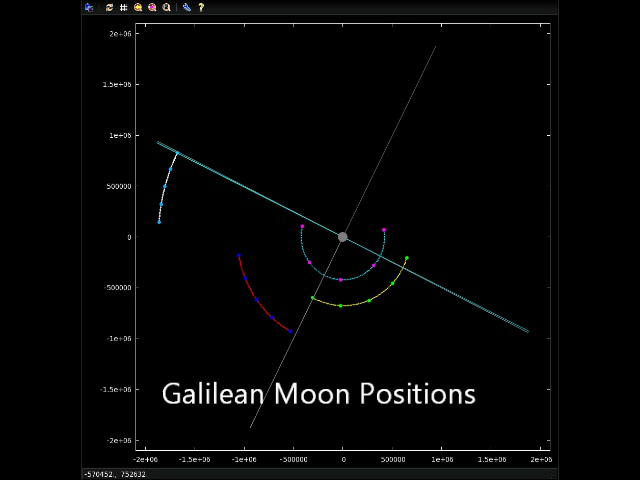 2e+06
1.5e+06
1e+06
500000
0
-500000
-1e+06
-1.5e+06
-2e+06
Galilean Moon Positions
-2e+06 -1.5e+06 -1e+06 -500000 0 500000 1e+06 1.5e+06 2e+06
-570452., 752632.